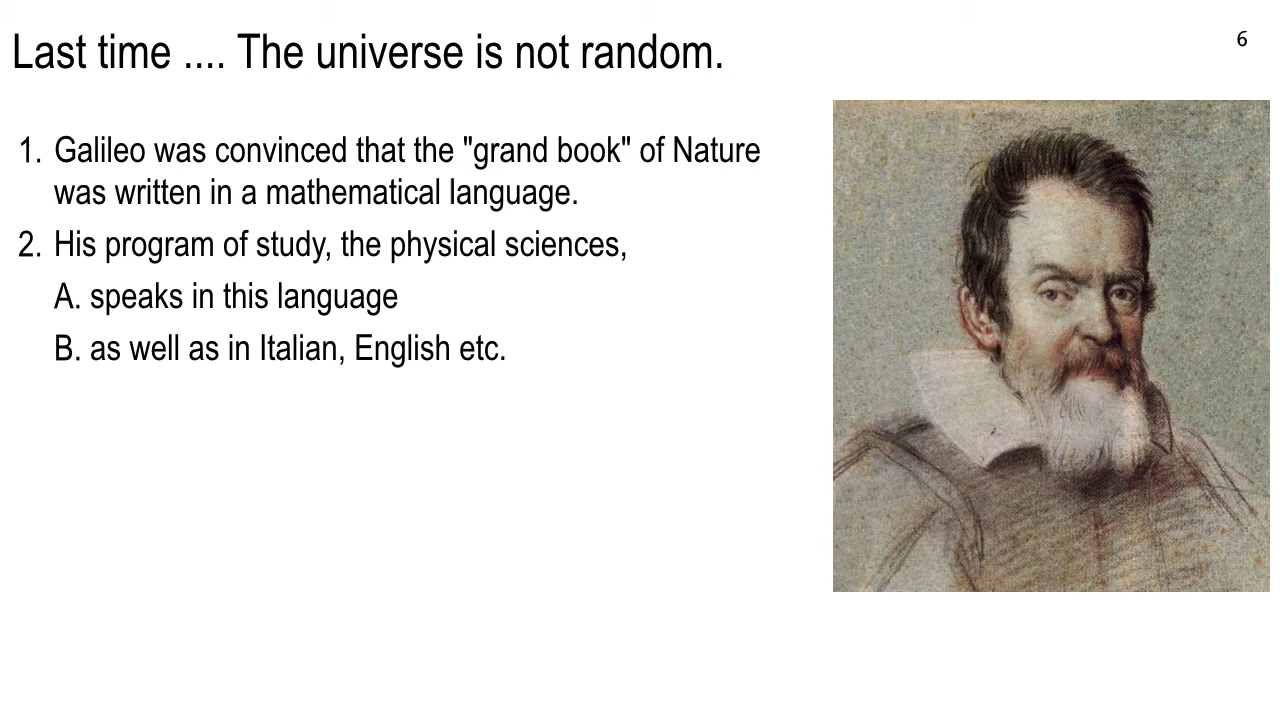 Last time .... The universe is not random.
6
1. Galileo was convinced that the "grand book" of Nature
was written in a mathematical language.
2. His program of study, the physical sciences,
A. speaks in this language
B. as well as in Italian, English etc.